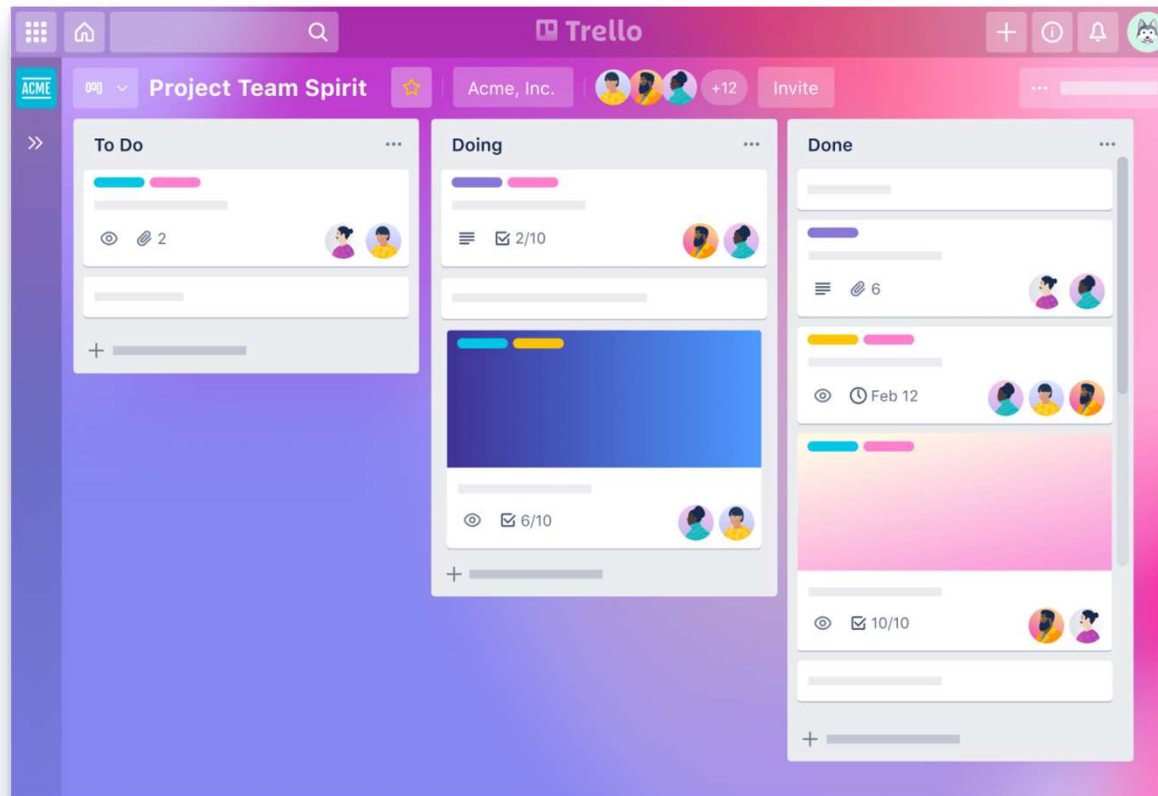 Trello
ACME
Project Team Spirit
Acme, Inc.
+12
Invite
To Do
2
Doing
2/10
6/10
Done
6
Feb 12
10/10